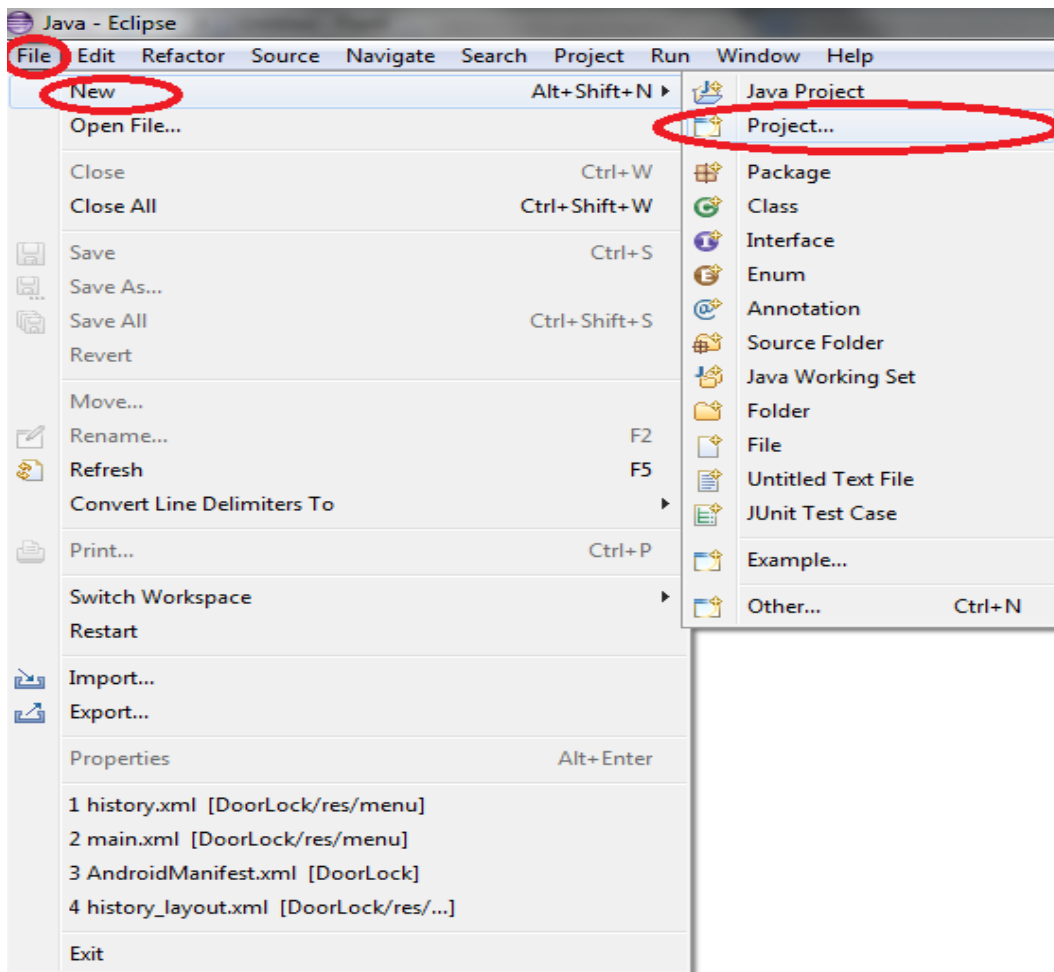 Java - Eclipse
File Edit Refactor Source Navigate Search Project Run Window Help
New Alt+Shift+N
Open File...
Close Ctrl+W
Close All Ctrl+Shift+W
Save Ctrl+S
Save As...
Save All Ctrl+Shift+S
Revert
Move...
Rename... F2
Refresh F5
Convert Line Delimiters To
Print... Ctrl+P
Switch Workspace
Restart
Import...
Export...
Properties Alt+Enter
1 history.xml [DoorLock/res/menu]
2 main.xml [DoorLock/res/menu]
3 AndroidManifest.xml [DoorLock]
4 history_layout.xml [DoorLock/res/...]
Exit
Java Project
Project...
Package
Class
Interface
Enum
Annotation
Source Folder
Java Working Set
Folder
File
Untitled Text File
JUnit Test Case
Example...
Other... Ctrl+N